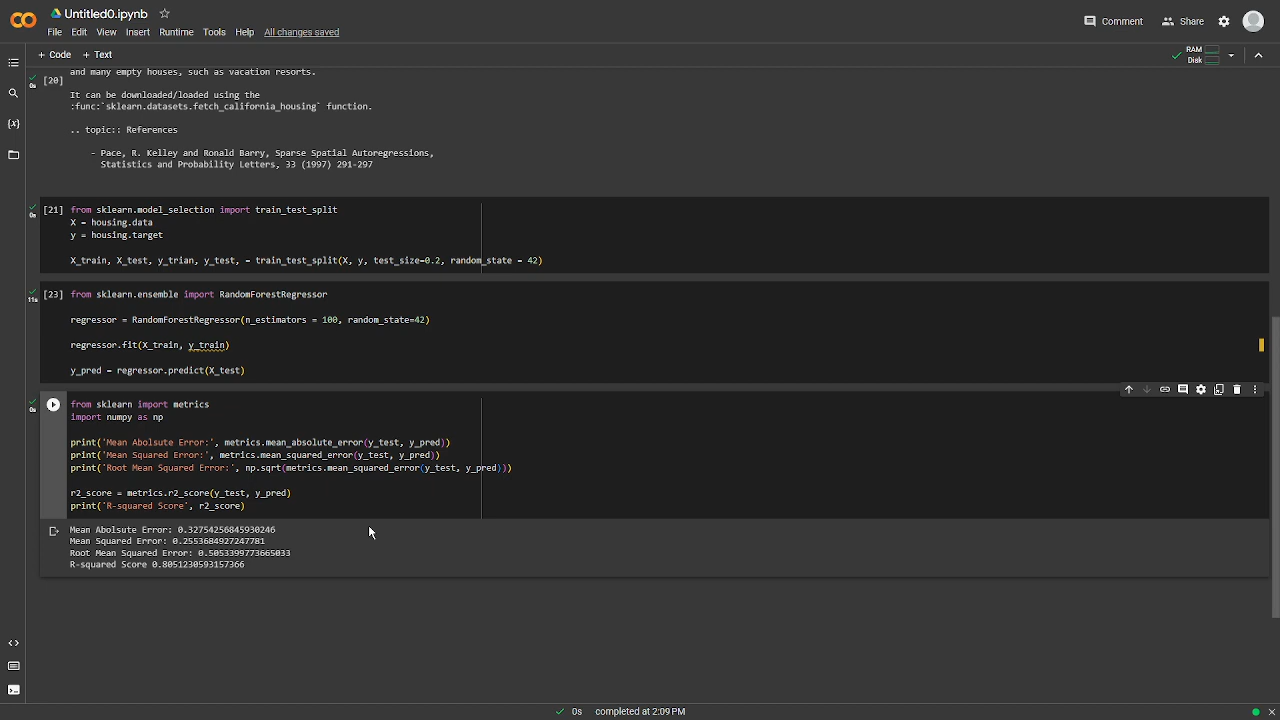 CO Untitled0.ipynb
File Edit View Insert Runtime Tools Help All changes saved
Comment Share
+ Code + Text
RAM
Disk
and many empty houses, such as vacation resorts.
0s [20]
It can be downloaded/loaded using the
:func:`sklearn.datasets.fetch_california_housing` function.
.. topic:: References
- Pace, R. Kelley and Ronald Barry, Sparse Spatial Autoregressions,
Statistics and Probability Letters, 33 (1997) 291-297
0s [21] from sklearn.model_selection import train_test_split
X = housing.data
y = housing.target
X_train, X_test, y_trian, y_test, = train_test_split(X, y, test_size=0.2, random_state = 42)
11s [23] from sklearn.ensemble import RandomForestRegressor
regressor = RandomForestRegressor(n_estimators = 100, random_state=42)
regressor.fit(X_train, y_train)
y_pred = regressor.predict(X_test)
0s from sklearn import metrics
import numpy as np
print('Mean Abolsute Error:', metrics.mean_absolute_error(y_test, y_pred))
print('Mean Squared Error:', metrics.mean_squared_error(y_test, y_pred))
print('Root Mean Squared Error:', np.sqrt(metrics.mean_squared_error(y_test, y_pred)))
r2_score = metrics.r2_score(y_test, y_pred)
print('R-squared Score', r2_score)
Mean Abolsute Error: 0.32754256845930246
Mean Squared Error: 0.2553684927247781
Root Mean Squared Error: 0.5053399773665033
R-squared Score 0.8051230593157366
0s completed at 2:09 PM